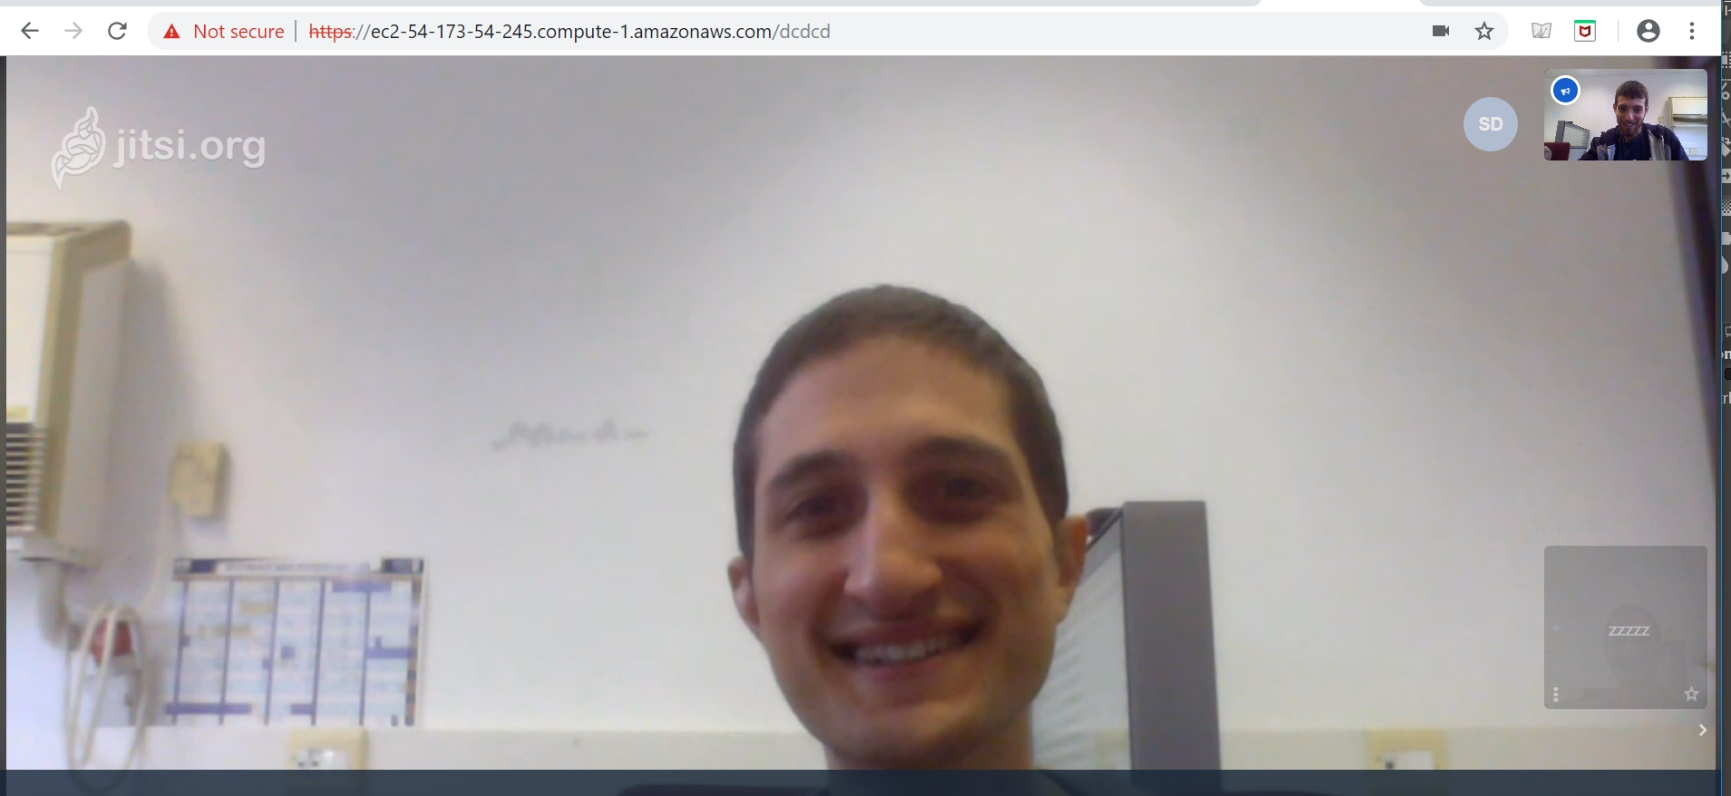 Not secure | https://ec2-54-173-54-245.compute-1.amazonaws.com/dcdcd
jitsi.org
SD
zzzzz